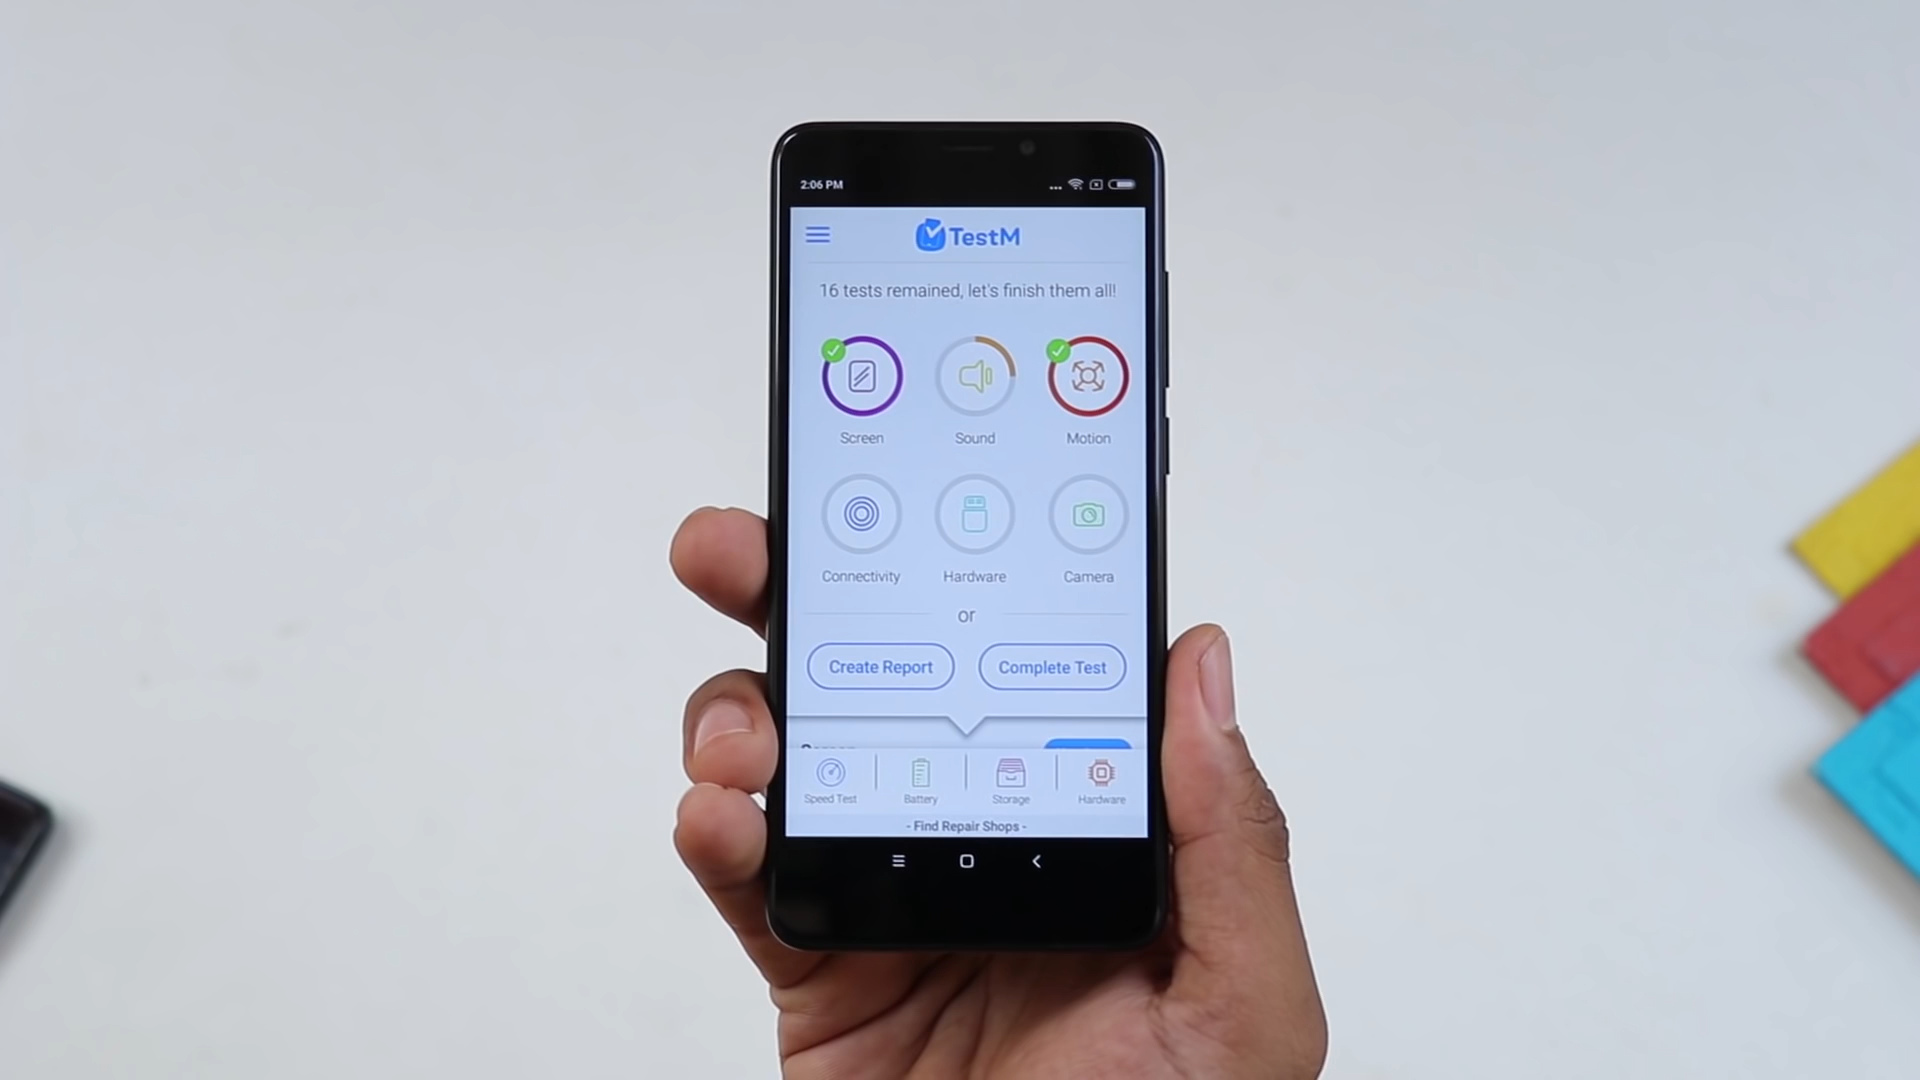 2:06 PM
TestM
16 tests remained, let's finish them all!
Screen Sound Motion
Connectivity Hardware Camera
or
Create Report Complete Test
Speed Test Battery Storage Hardware
- Find Repair Shops -